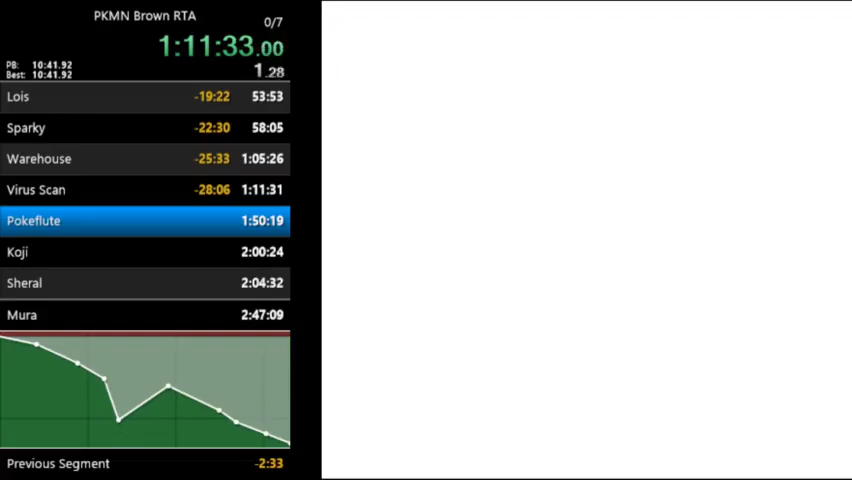 PKMN Brown RTA
0/7
1:11:33.00
PB: 10:41.92
Best: 10:41.92
1.28
Lois -19:22 53:53
Sparky -22:30 58:05
Warehouse -25:33 1:05:26
Virus Scan -28:06 1:11:31
Pokeflute 1:50:19
Koji 2:00:24
Sheral 2:04:32
Mura 2:47:09
Previous Segment -2:33